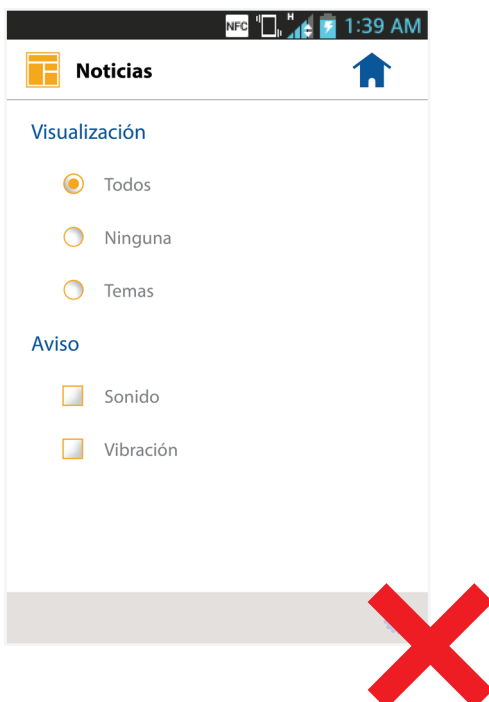 NFC H 1:39 AM
Noticias
Visualización
Todos
Ninguna
Temas
Aviso
Sonido
Vibración